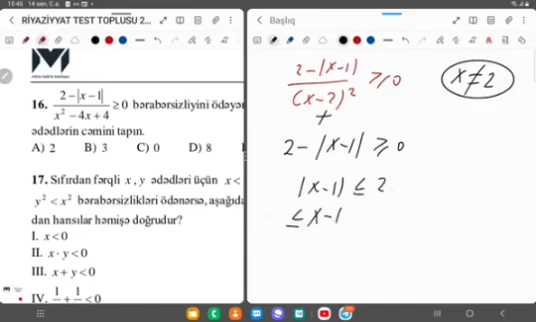 15:45 14 sen, C.a.
RİYAZİYYAT TEST TOPLUSU 2...
16. (2-|x-1|)/(x² - 4x + 4) ≥ 0 bərabərsizliyini ödəyən
ədədlərin cəmini tapın.
A) 2 B) 3 C) 0 D) 8
17. Sıfırdan fərqli x, y ədədləri üçün x <
y² < x² bərabərsizlikləri ödənərsə, aşağıda
dan hansılar həmişə doğrudur?
I. x < 0
II. x · y < 0
III. x + y < 0
IV. 1/ + 1/ < 0
Başlıq
(2-|x-1|)/(x-2)² ≥ 0
+
x ≠ 2
2-|x-1| ≥ 0
|x-1| ≤ 2
≤ x-1